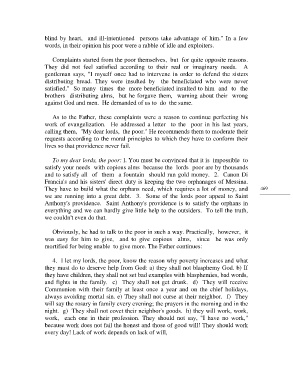 blind by heart, and ill-intentioned persons take advantage of him." In a few
words, in their opinion his poor were a rabble of idle and exploiters.
Complaints started from the poor themselves, but for quite opposite reasons.
They did not feel satisfied according to their real or imaginary needs. A
gentleman says, "I myself once had to intervene in order to defend the sisters
distributing bread. They were insulted by the beneficiaries who were never
satisfied." So many times the more beneficiated insulted to him and to the
brothers distributing alms, but he forgave them, warning about their wrong
against God and men. He demanded of us to do the same.
As to the Father, these complaints were a reason to continue perfecting his
work of evangelization. He addressed a letter to the poor in his last years,
calling them, "My dear lords, the poor." He recommends them to moderate their
requests according to the moral principles to which they have to conform their
lives so that providence never fail.
To my dear lords, the poor: 1. You must be convinced that it is impossible to
satisfy your needs with copious alms because the lords poor are by thousands
and to satisfy all of them a fountain should run gold money. 2. Canon Di
Francia's and his sisters' direct duty is keeping the two orphanages of Messina.
They have to build what the orphans need, which requires a lot of money, and
we are running into a great debt. 3. Some of the lords poor appeal to Saint
Anthony's providence. Saint Anthony's providence is to satisfy the orphans in
everything and we can hardly give little help to the outsiders. To tell the truth,
we couldn't even do that.
Obviously, he had to talk to the poor in such a way. Practically, however, it
was easy for him to give, and to give copious alms, since he was only
mortified for being unable to give more. The Father continues:
4. I let my lords, the poor, know the reason why poverty increases and what
they must do to deserve help from God: a) they shall not blaspheme God. b) If
they have children, they shall not set bad examples with blasphemies, bad words,
and fights in the family. c) They shall not get drunk. d) They will receive
Communion with their family at least once a year and on the chief holidays,
always avoiding mortal sin. e) They shall not curse at their neighbor. f) They
will say the rosary in family every evening; the prayers in the morning and in the
night. g) They shall not covet their neighbor's goods. h) they will work, work,
work, each one in their profession. They should not say, "I have no work,"
because work does not fail the honest and those of good will! They should work
every day! Lack of work depends on lack of will,